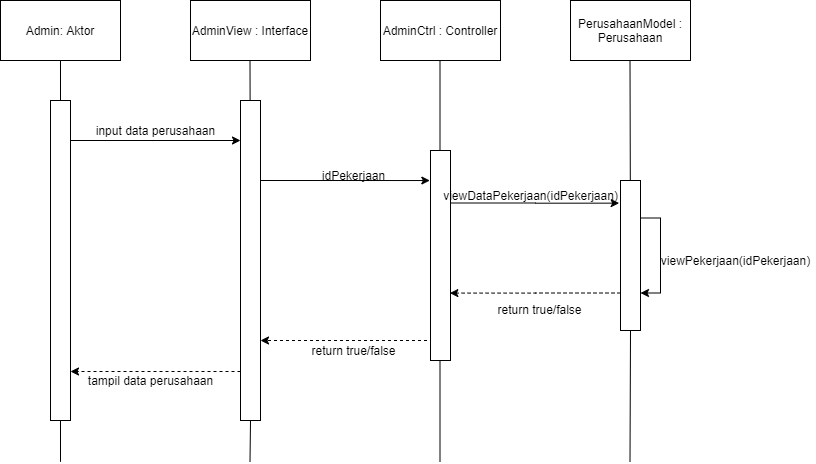 Admin: Aktor
AdminView : Interface
AdminCtrl : Controller
PerusahaanModel :
Perusahaan
input data perusahaan
idPekerjaan
viewDataPekerjaan(idPekerjaan)
viewPekerjaan(idPekerjaan)
return true/false
return true/false
tampil data perusahaan